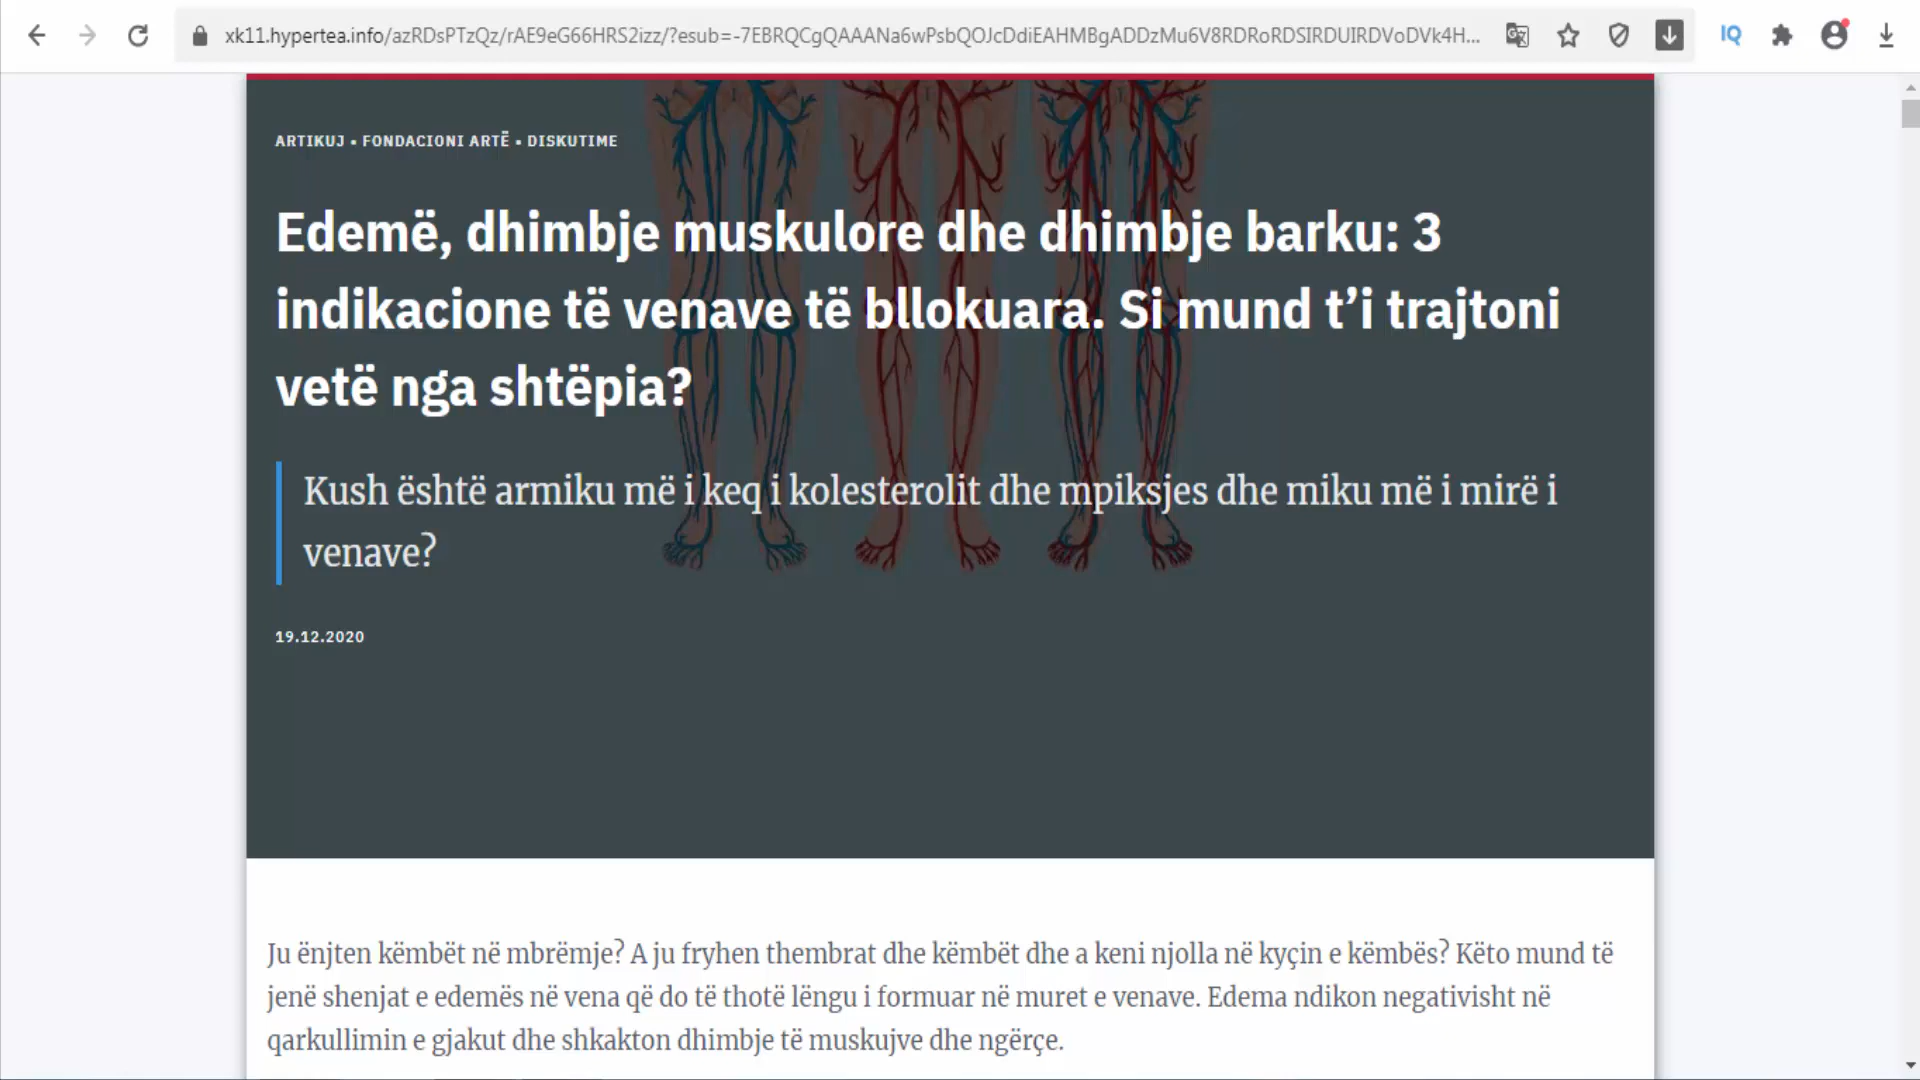 xk11.hypertea.info/azRDsPTzQz/rAE9eG66HRS2izz/?esub=-7EBRQCgQAAANa6wPsbQOJcDdiEAHMBgADDzMu6V8RDRoRDSIRDUIRDVoDVk4H...
IQ
ARTIKUJ • FONDACIONI ARTË • DISKUTIME
Edemë, dhimbje muskulore dhe dhimbje barku: 3
indikacione të venave të bllokuara. Si mund t’i trajtoni
vetë nga shtëpia?
Kush është armiku më i keq i kolesterolit dhe mpiksjes dhe miku më i mirë i
venave?
19.12.2020
Ju ënjten këmbët në mbrëmje? A ju fryhen thembrat dhe këmbët dhe a keni njolla në kyçin e këmbës? Këto mund të
jenë shenjat e edemës në vena që do të thotë lëngu i formuar në muret e venave. Edema ndikon negativisht në
qarkullimin e gjakut dhe shkakton dhimbje të muskujve dhe ngërçe.